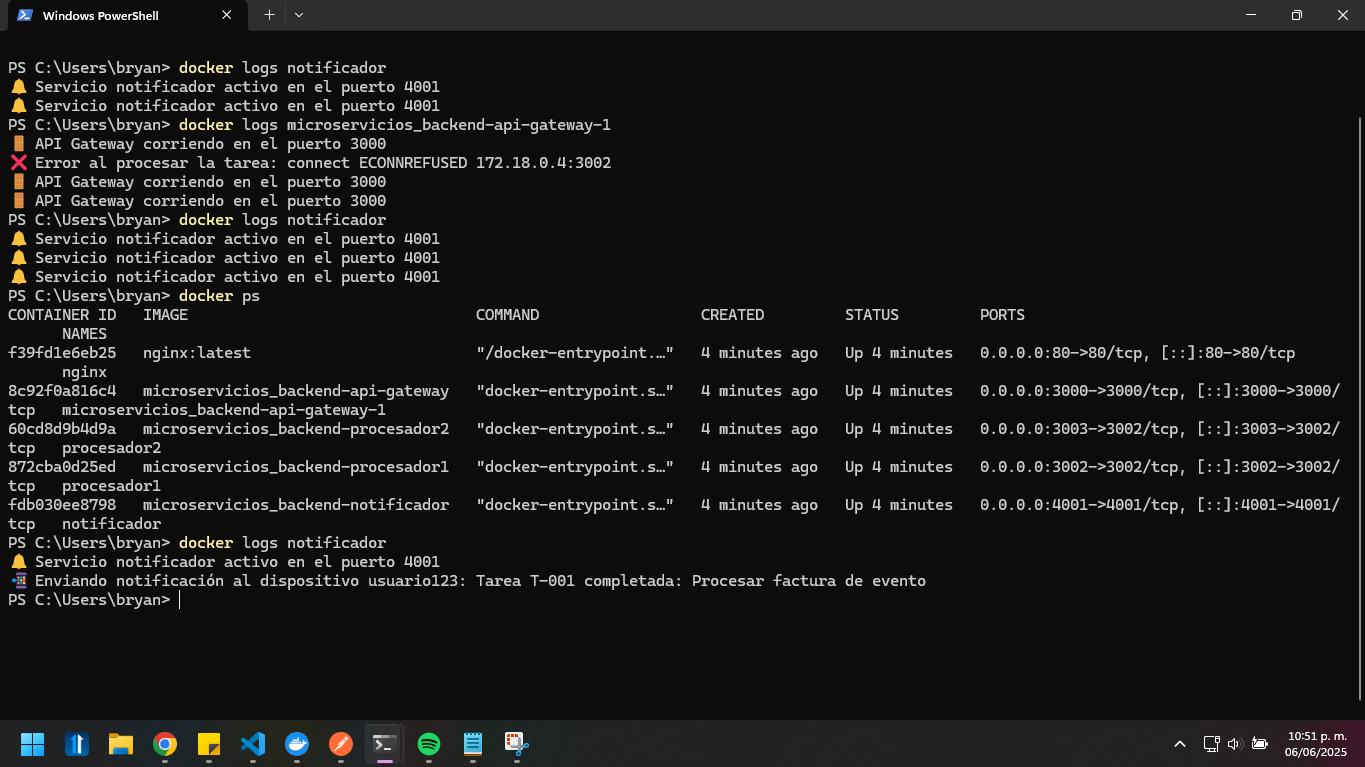 Windows PowerShell
PS C:\Users\bryan> docker logs notificador
🔔 Servicio notificador activo en el puerto 4001
🔔 Servicio notificador activo en el puerto 4001
PS C:\Users\bryan> docker logs microservicios_backend-api-gateway-1
🚪 API Gateway corriendo en el puerto 3000
❌ Error al procesar la tarea: connect ECONNREFUSED 172.18.0.4:3002
🚪 API Gateway corriendo en el puerto 3000
🚪 API Gateway corriendo en el puerto 3000
PS C:\Users\bryan> docker logs notificador
🔔 Servicio notificador activo en el puerto 4001
🔔 Servicio notificador activo en el puerto 4001
🔔 Servicio notificador activo en el puerto 4001
PS C:\Users\bryan> docker ps
CONTAINER ID   IMAGE                                COMMAND                  CREATED         STATUS         PORTS
      NAMES
f39fd1e6eb25   nginx:latest                         "/docker-entrypoint.…"   4 minutes ago   Up 4 minutes   0.0.0.0:80->80/tcp, [::]:80->80/tcp
      nginx
8c92f0a816c4   microservicios_backend-api-gateway   "docker-entrypoint.s…"   4 minutes ago   Up 4 minutes   0.0.0.0:3000->3000/tcp, [::]:3000->3000/
tcp   microservicios_backend-api-gateway-1
60cd8d9b4d9a   microservicios_backend-procesador2   "docker-entrypoint.s…"   4 minutes ago   Up 4 minutes   0.0.0.0:3003->3002/tcp, [::]:3003->3002/
tcp   procesador2
872cba0d25ed   microservicios_backend-procesador1   "docker-entrypoint.s…"   4 minutes ago   Up 4 minutes   0.0.0.0:3002->3002/tcp, [::]:3002->3002/
tcp   procesador1
fdb030ee8798   microservicios_backend-notificador   "docker-entrypoint.s…"   4 minutes ago   Up 4 minutes   0.0.0.0:4001->4001/tcp, [::]:4001->4001/
tcp   notificador
PS C:\Users\bryan> docker logs notificador
🔔 Servicio notificador activo en el puerto 4001
📲 Enviando notificación al dispositivo usuario123: Tarea T-001 completada: Procesar factura de evento
PS C:\Users\bryan>
10:51 p. m.
06/06/2025